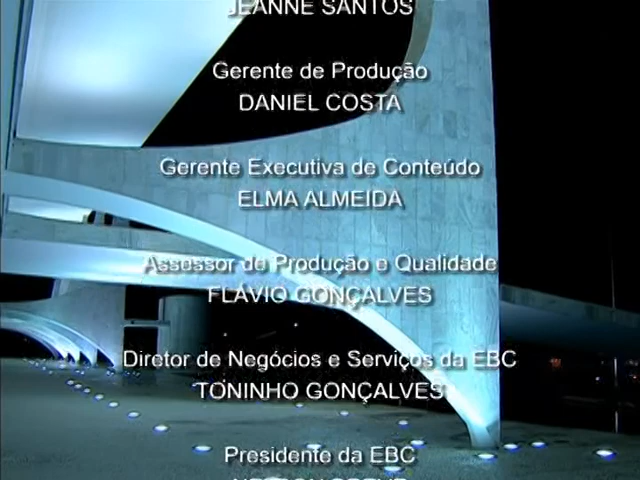 JEANNE SANTOS
Gerente de Produção
DANIEL COSTA
Gerente Executiva de Conteúdo
ELMA ALMEIDA
Assessor de Produção e Qualidade
FLÁVIO GONÇALVES
Diretor de Negócios e Serviços da EBC
TONINHO GONÇALVES
Presidente da EBC